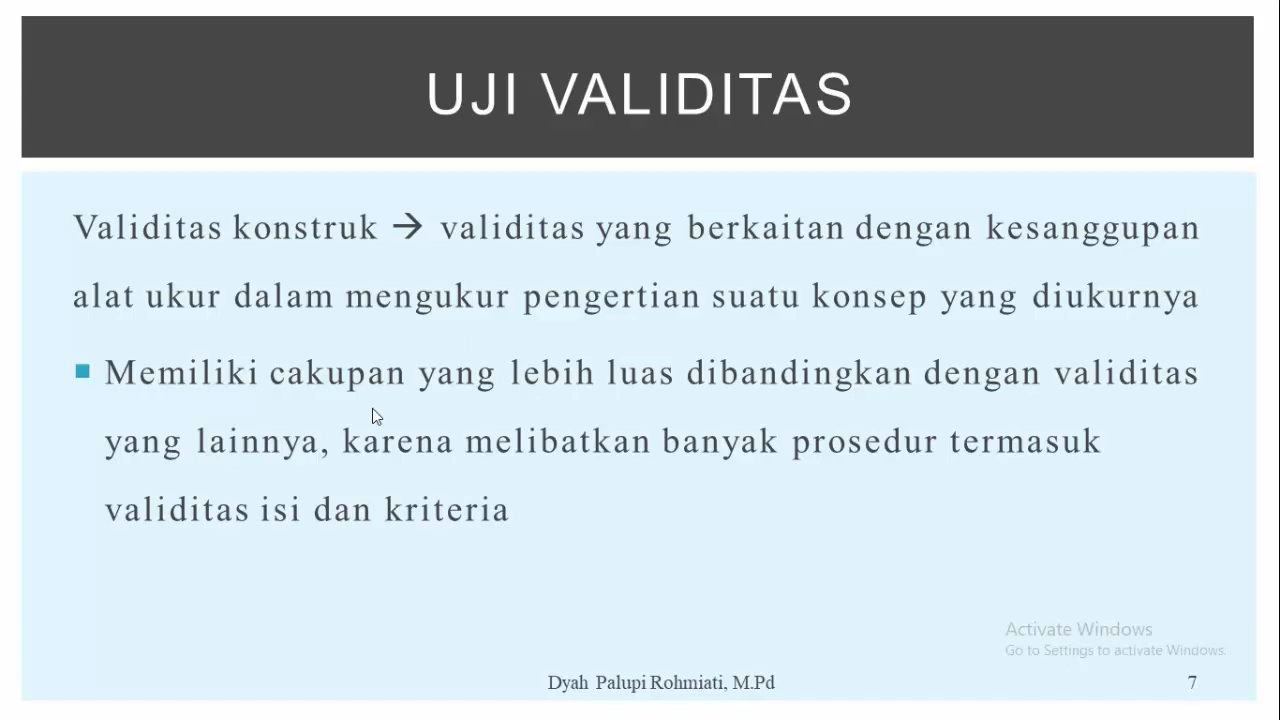 UJI VALIDITAS
Validitas konstruk → validitas yang berkaitan dengan kesanggupan
alat ukur dalam mengukur pengertian suatu konsep yang diukurnya
▪ Memiliki cakupan yang lebih luas dibandingkan dengan validitas
yang lainnya, karena melibatkan banyak prosedur termasuk
validitas isi dan kriteria
Activate Windows
Go to Settings to activate Windows.
Dyah Palupi Rohmiati, M.Pd
7